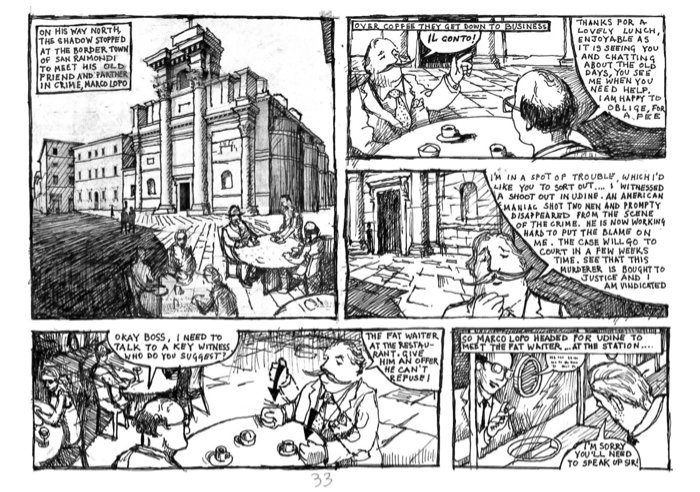 ON HIS WAY NORTH,
THE SHADOW STOPPED
AT THE BORDER TOWN
OF SAN RAIMONDI
TO MEET HIS OLD
FRIEND AND PARTNER
IN CRIME, MARCO LOPO
OVER COFFEE THEY GET DOWN TO BUSINESS
IL CONTO!
THANKS FOR A
LOVELY LUNCH,
ENJOYABLE AS
IT IS SEEING YOU
AND CHATTING
ABOUT THE OLD
DAYS, YOU SEE
ME WHEN YOU
NEED HELP.
I AM HAPPY TO
OBLIGE, FOR
A FEE
I'M IN A SPOT OF TROUBLE, WHICH I'D
LIKE YOU TO SORT OUT.... I WITNESSED
A SHOOT OUT IN UDINE. AN AMERICAN
MANIAC SHOT TWO MEN AND PROMPTLY
DISAPPEARED FROM THE SCENE
OF THE CRIME. HE IS NOW WORKING
HARD TO PUT THE BLAME ON
ME. THE CASE WILL GO TO
COURT IN A FEW WEEKS
TIME. SEE THAT THIS
MURDERER IS BOUGHT TO
JUSTICE AND I
AM VINDICATED
OKAY BOSS, I NEED TO
TALK TO A KEY WITNESS
WHO DO YOU SUGGEST?
THE FAT WAITER
AT THE RESTAU-
RANT. GIVE
HIM AN OFFER
HE CAN'T
REFUSE!
SO MARCO LOPO HEADED FOR UDINE TO
MEET THE FAT WAITER...AT THE STATION....
I'M SORRY
YOU'LL NEED
TO SPEAK UP SIR!
33